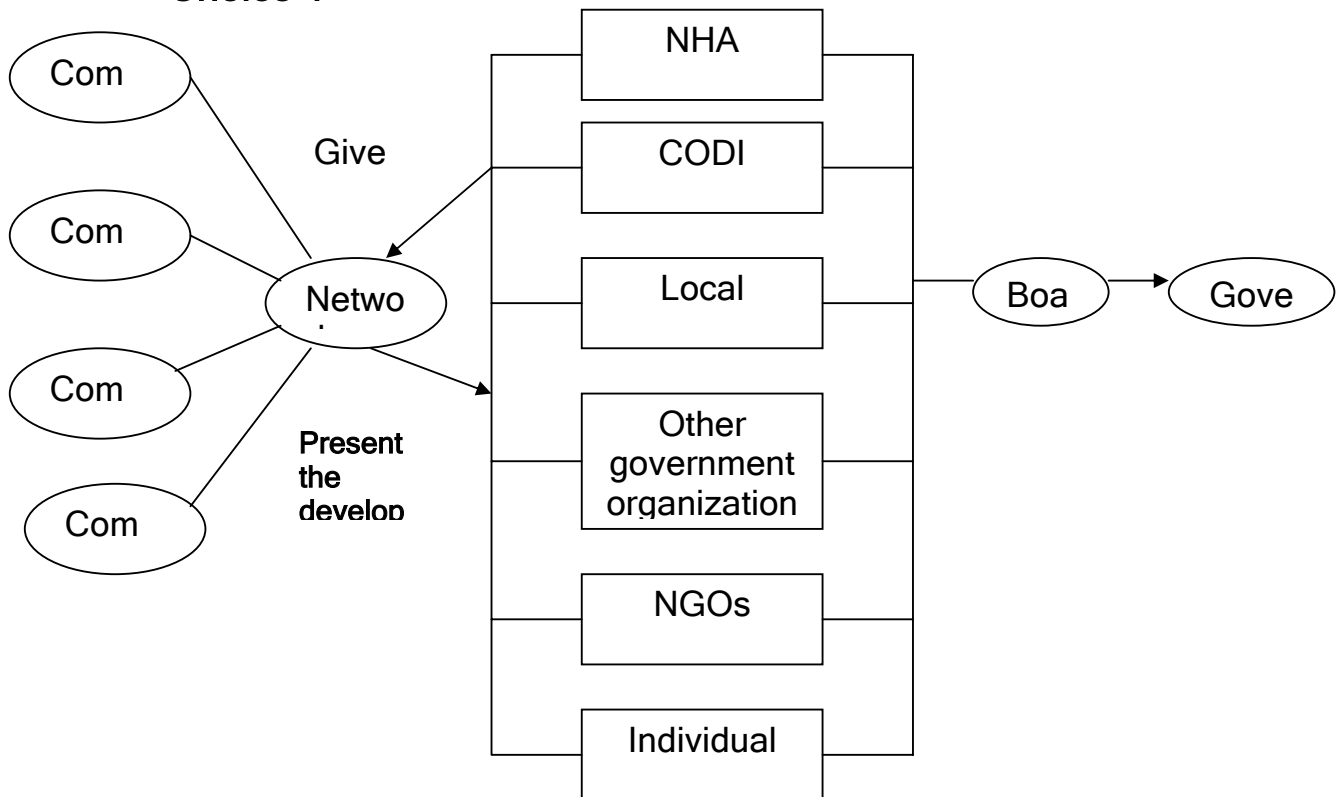 Com
NHA
Give
CODI
Com
Netwo
Local
Boa
Gove
Com
Present
the
develop
Other
government
organization
Com
NGOs
Individual